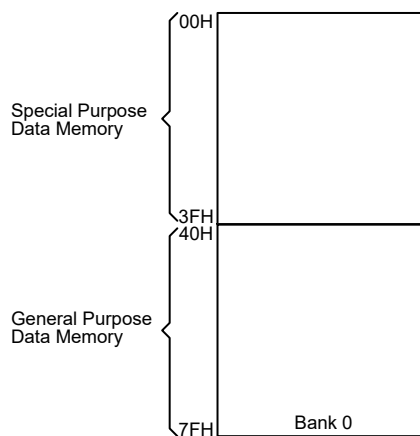 00H
Special Purpose
Data Memory
3FH
40H
General Purpose
Data Memory
7FH
Bank 0